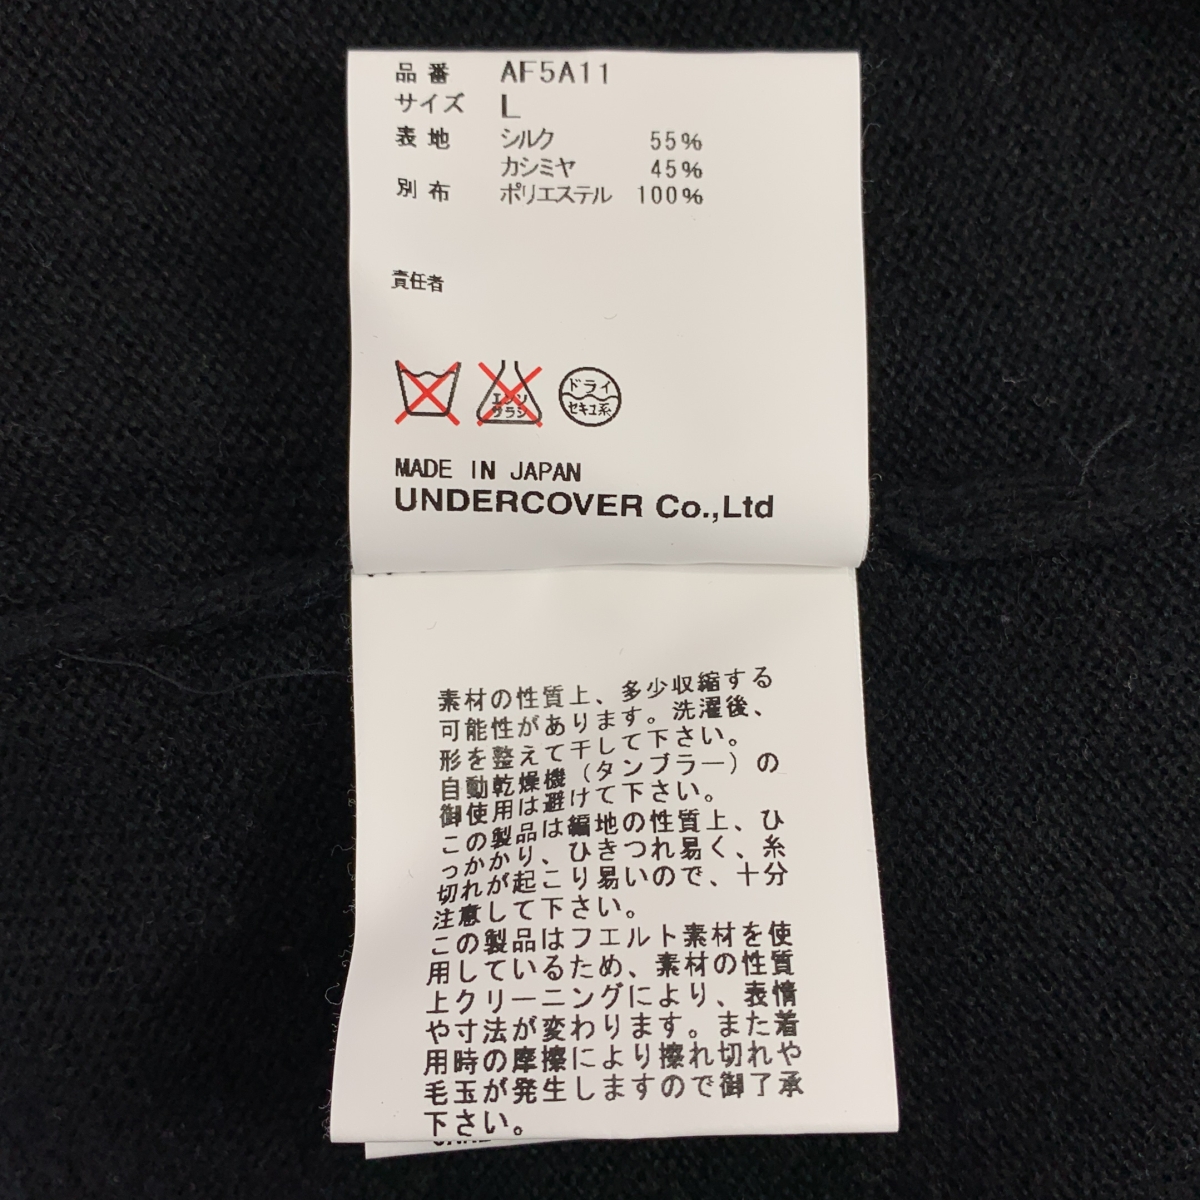 品番 AF5A11
サイズ L
表地 シルク 55%
カシミヤ 45%
別布 ポリエステル 100%
責任者
エンソ
サラシ
ドライ
セキユ系
MADE IN JAPAN
UNDERCOVER Co.,Ltd
素材の性質上、多少収縮する
可能性があります。洗濯後、
形を整えて干して下さい。
自動乾燥機(タンブラー)の
御使用は避けて下さい。
この製品は編地の性質上、ひ
っかかり、ひきつれ易く、糸
切れが起こり易いので、十分
注意して下さい。
この製品はフエルト素材を使
用しているため、素材の性質
上クリーニングにより、表情
や寸法が変わります。また着
用時の摩擦により擦れ切れや
毛玉が発生しますので御了承
下さい。